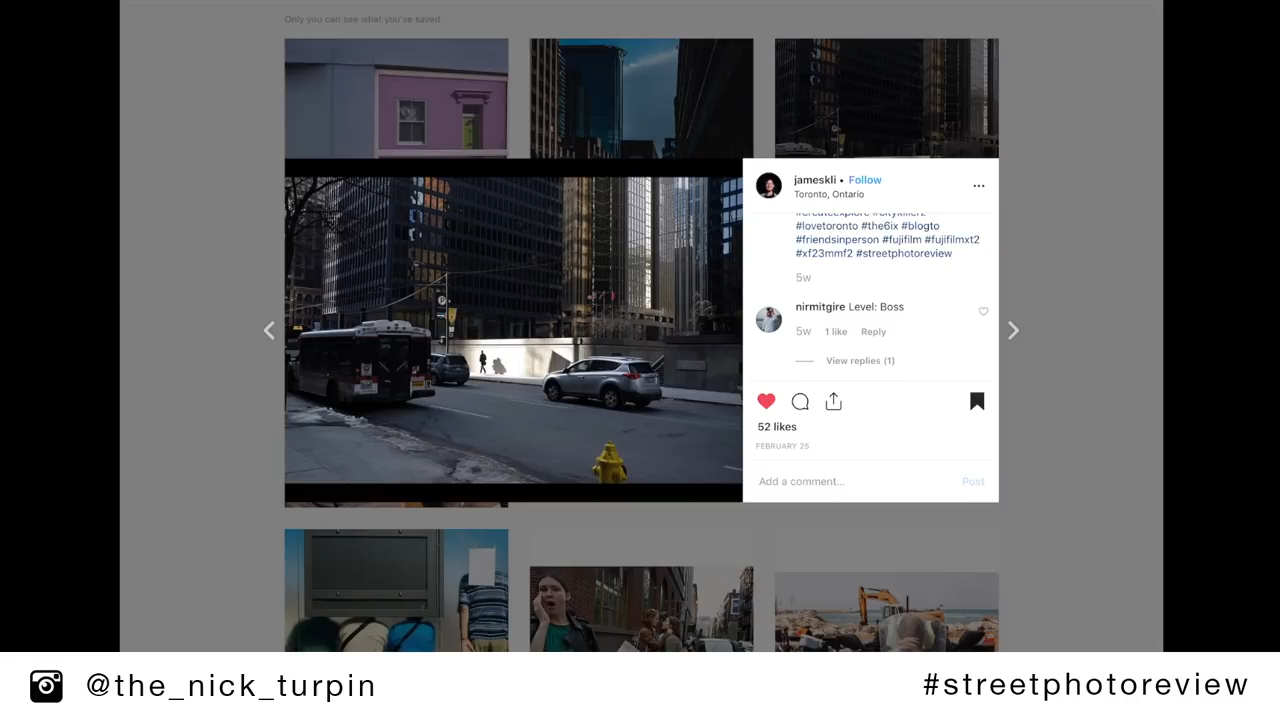 Only you can see what you've saved
jameskli • Follow
Toronto, Ontario
#createexplore #citykillerz
#lovetoronto #the6ix #blogto
#friendsinperson #fujifilm #fujifilmxt2
#xf23mmf2 #streetphotoreview
5w
nirmitgire Level: Boss
5w 1 like Reply
View replies (1)
52 likes
FEBRUARY 25
Add a comment... Post
@the_nick_turpin
#streetphotoreview